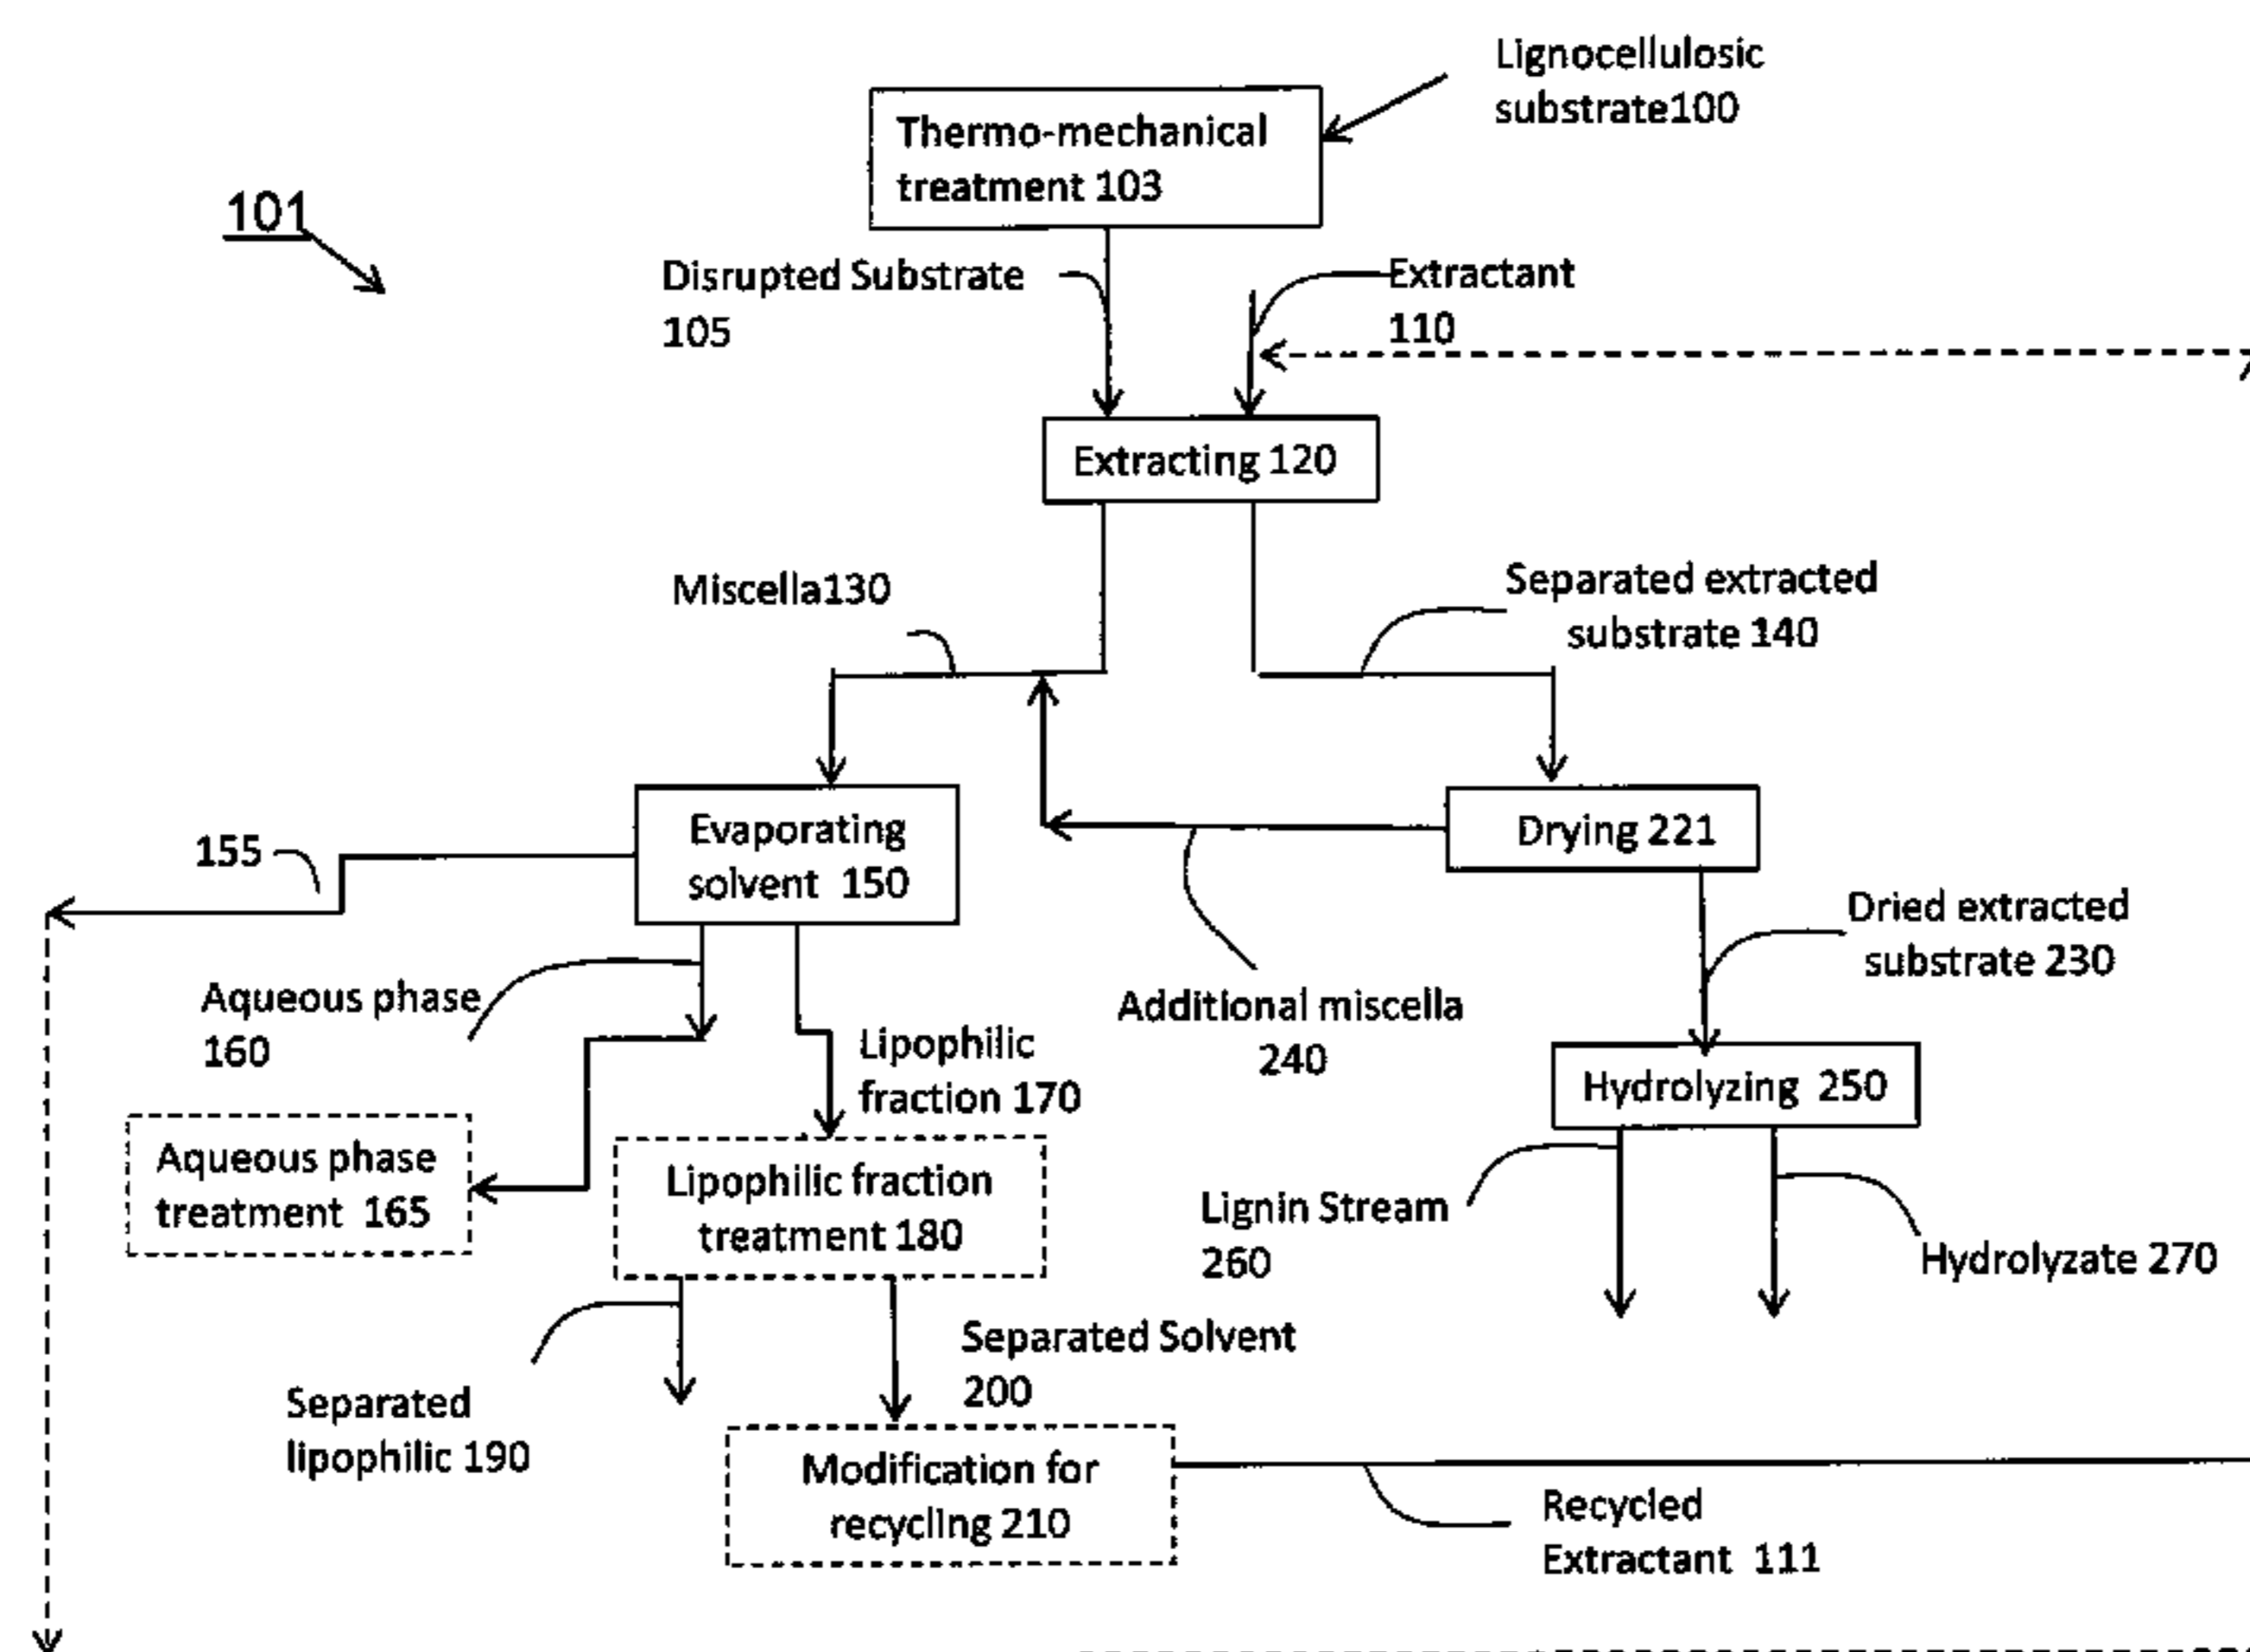 Lignocellulosic
substrate100
Thermo-mechanical
treatment 103
101
Disrupted Substrate
105
Extractant
110
Extracting 120
Miscella130
Separated extracted
substrate 140
Evaporating
solvent 150
Drying 221
155
Dried extracted
substrate 230
Aqueous phase
160
Additional miscella
240
Lipophilic
fraction 170
Hydrolyzing 250
Aqueous phase
treatment 165
Lipophilic fraction
treatment 180
Lignin Stream
260
Hydrolyzate 270
Separated Solvent
200
Separated
lipophilic 190
Modification for
recycling 210
Recycled
Extractant 111